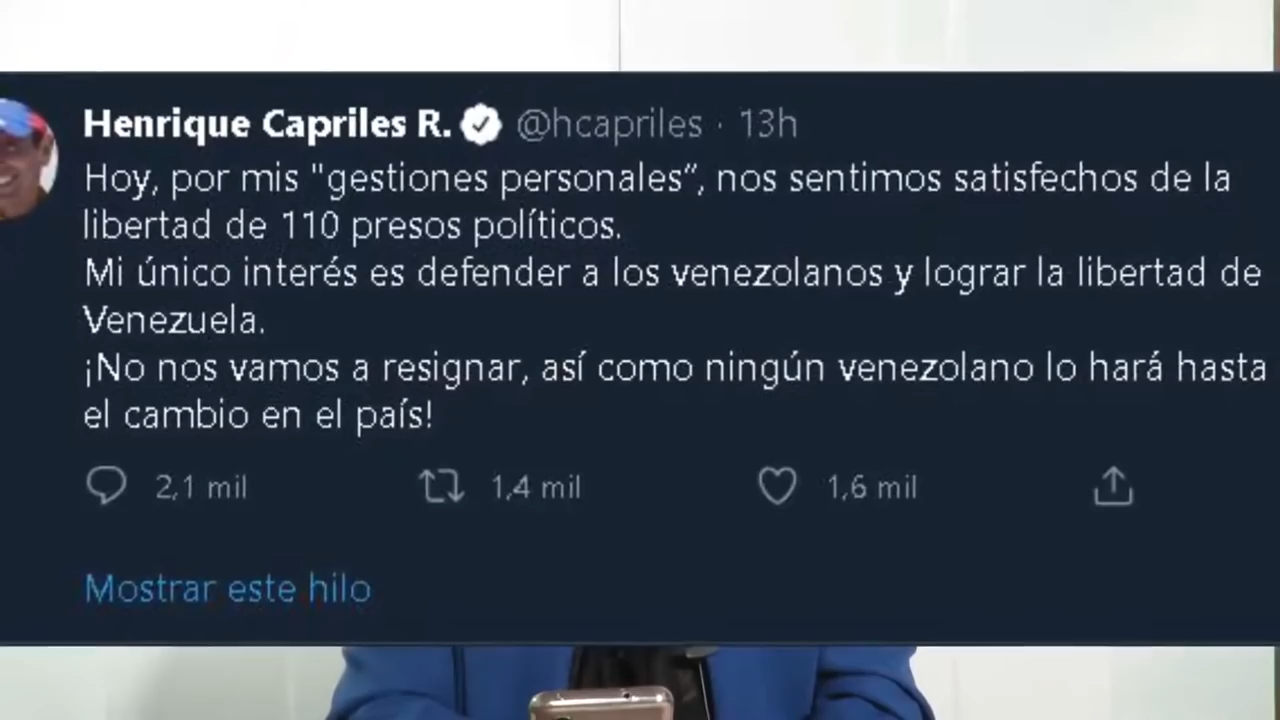 Henrique Capriles R. @hcapriles · 13h
Hoy, por mis "gestiones personales“, nos sentimos satisfechos de la
libertad de 110 presos políticos.
Mi único interés es defender a los venezolanos y lograr la libertad de
Venezuela.
¡No nos vamos a resignar, así como ningún venezolano lo hará hasta
el cambio en el país!
2,1 mil 1,4 mil 1,6 mil
Mostrar este hilo